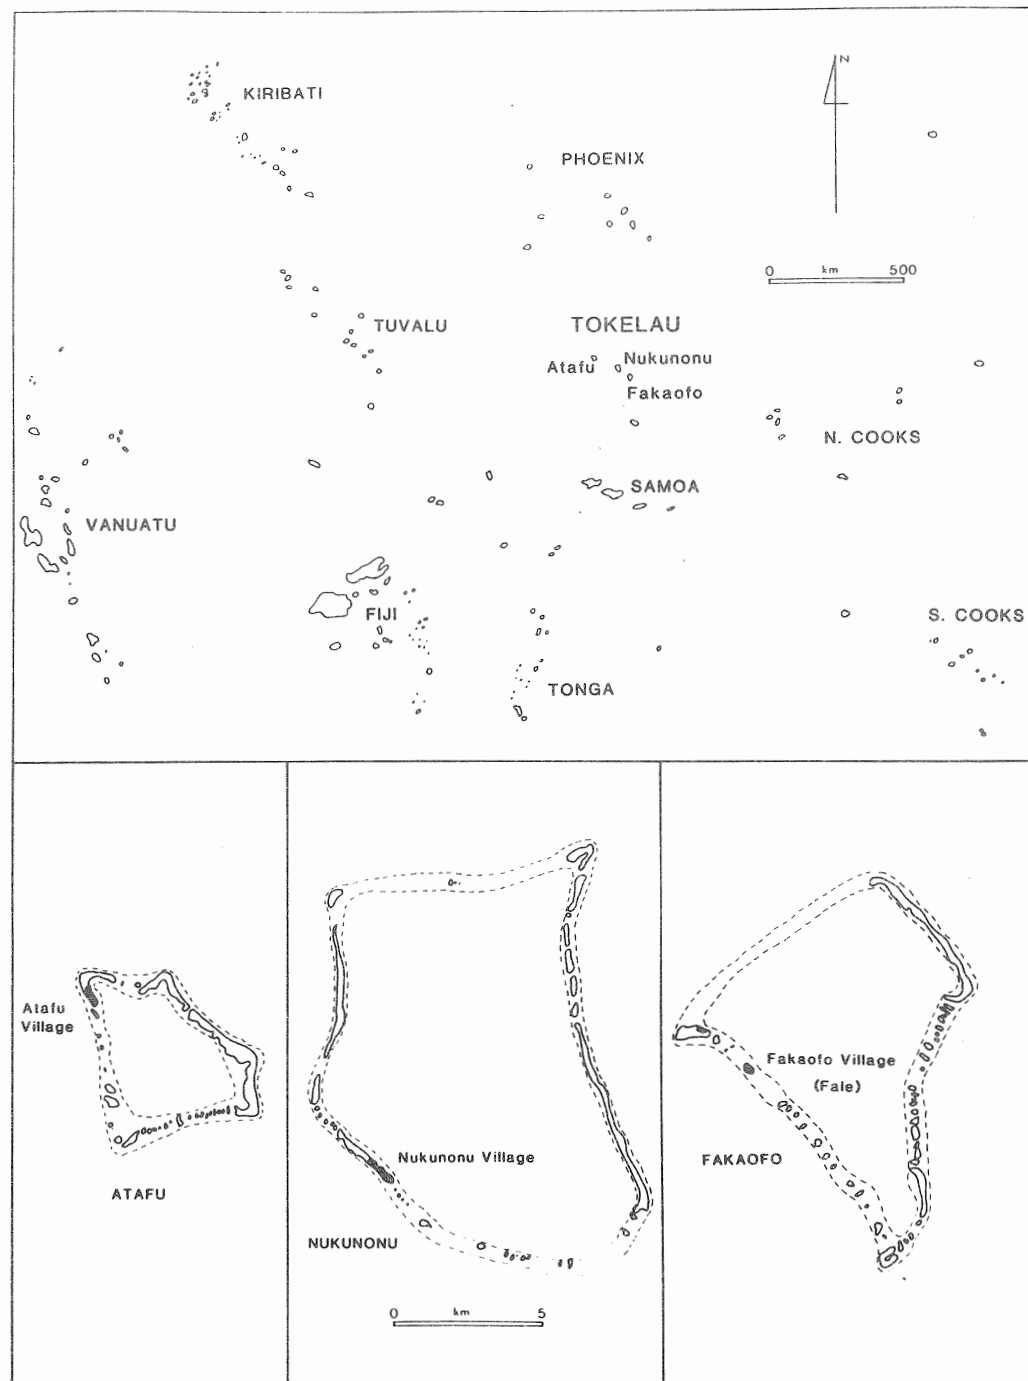 KIRIBATI
N
PHOENIX
0 km 500
TUVALU
TOKELAU
Atafu
Nukunonu
Fakaofo
N. COOKS
SAMOA
VANUATU
FIJI
S. COOKS
TONGA
Atafu
Village
ATAFU
Nukunonu Village
NUKUNONU
0 km 5
Fakaofo Village
(Fale)
FAKAOFO